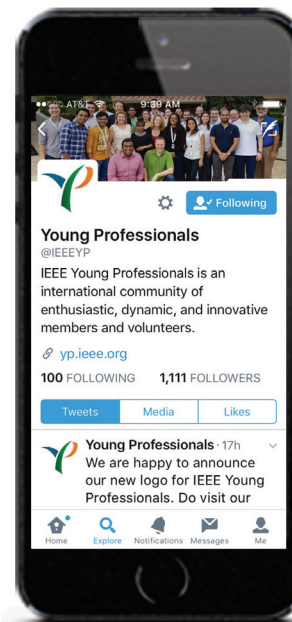 AT&T 9:39 AM
Following
Young Professionals
@IEEEYP
IEEE Young Professionals is an
international community of
enthusiastic, dynamic, and innovative
members and volunteers.
yp.ieee.org
100 FOLLOWING 1,111 FOLLOWERS
Tweets Media Likes
Young Professionals · 17h
We are happy to announce
our new logo for IEEE Young
Professionals. Do visit our
Home Explore Notifications Messages Me